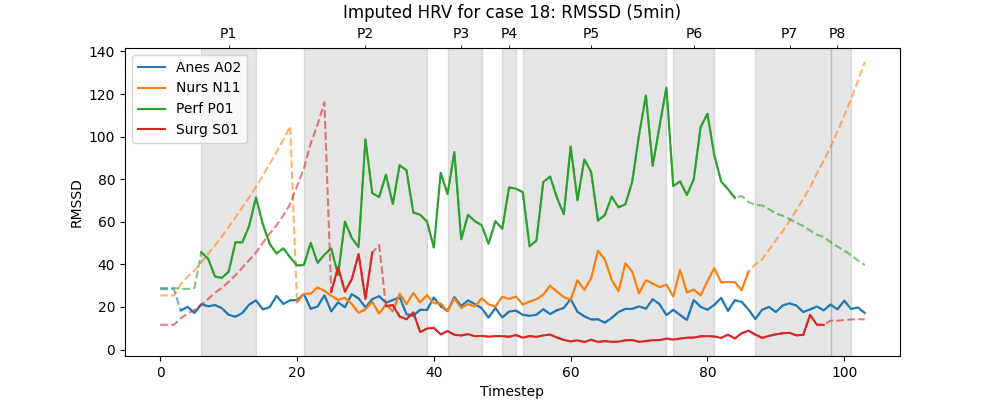 Imputed HRV for case 18: RMSSD (5min)
P1 P2 P3 P4 P5 P6 P7 P8
140
120
100
80
60
40
20
0
RMSSD
Anes A02
Nurs N11
Perf P01
Surg S01
0 20 40 60 80 100
Timestep